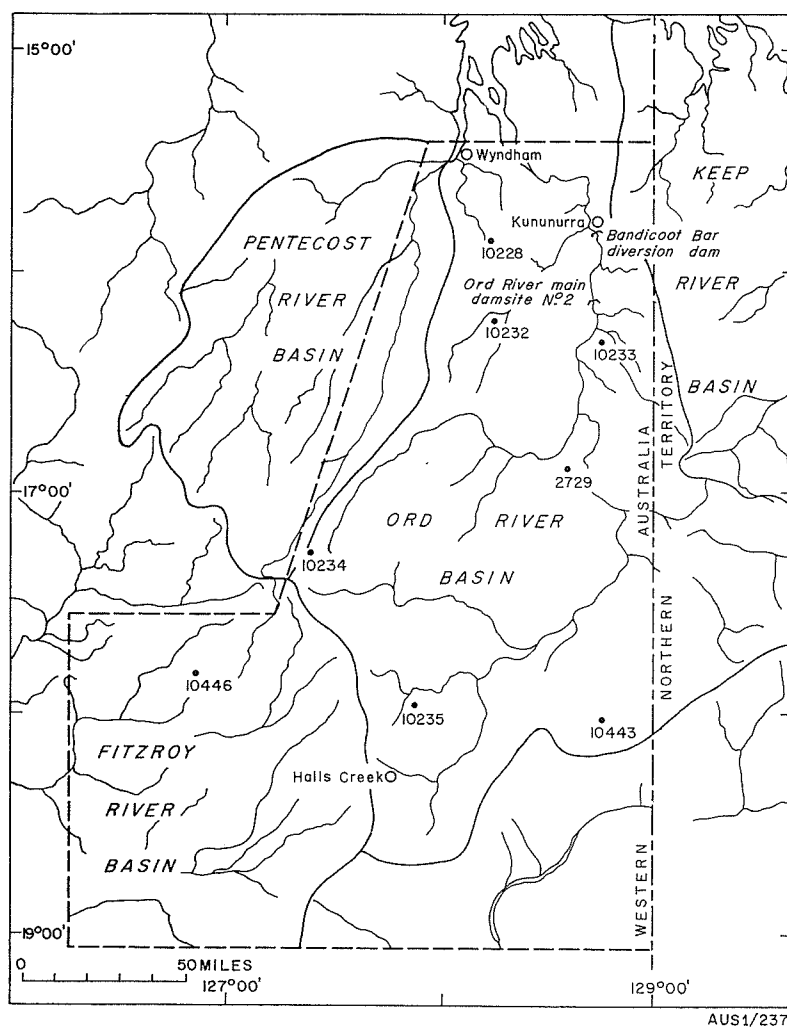 15°00'
Wyndham
KEEP
Kununurra
PENTECOST
Bandicoot Bar
diversion dam
10228
Ord River main
damsite Nº2
RIVER
RIVER
10232
10233
BASIN
BASIN
TERRITORY
AUSTRALIA
2729
17°00'
ORD
RIVER
10234
BASIN
NORTHERN
10446
10235
10443
FITZROY
Halls Creek
RIVER
BASIN
WESTERN
19°00'
0
50 MILES
127°00'
129°00'
AUS1/237